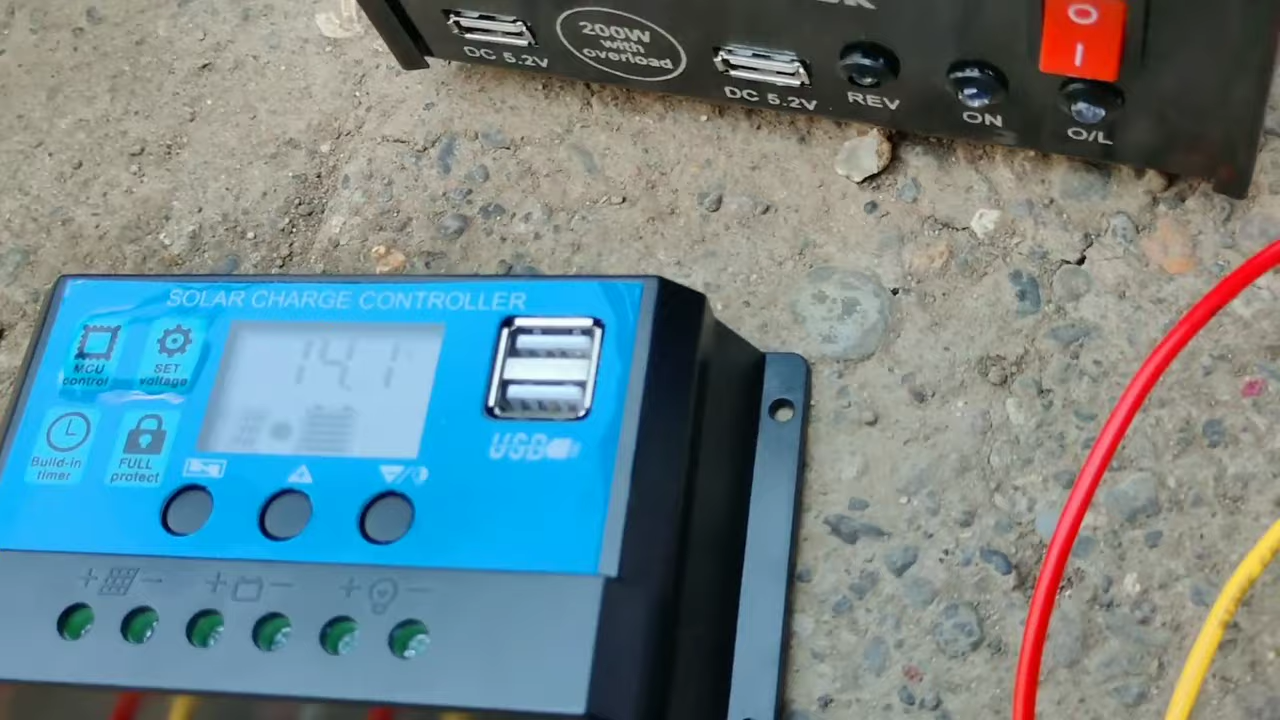 DC 5.2V
200W
with
overload
DC 5.2V
REV
ON
O/L
SOLAR CHARGE CONTROLLER
MCU
control
SET
voltage
14.1
Build-in
timer
FULL
protect
USB